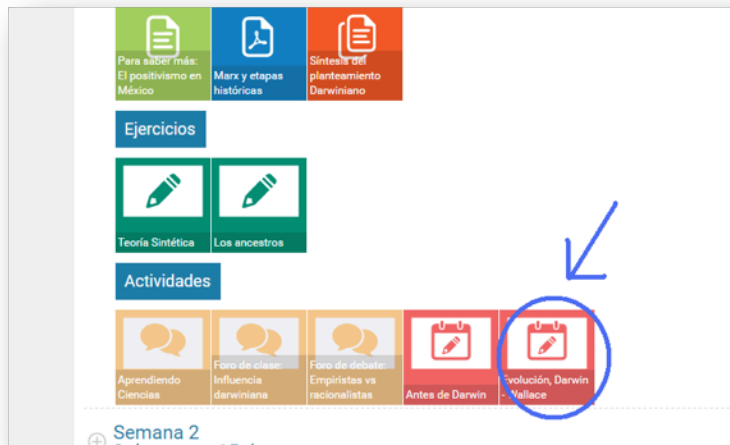 Para saber más:
El positivismo en
México
Marx y etapas
históricas
Síntesis del
planteamiento
Darwiniano
Ejercicios
Teoría Sintética
Los ancestros
Actividades
Aprendiendo
Ciencias
Foro de clase:
Influencia
darwiniana
Foro de debate:
Empiristas vs
racionalistas
Antes de Darwin
Evolución, Darwin
- Wallace
Semana 2